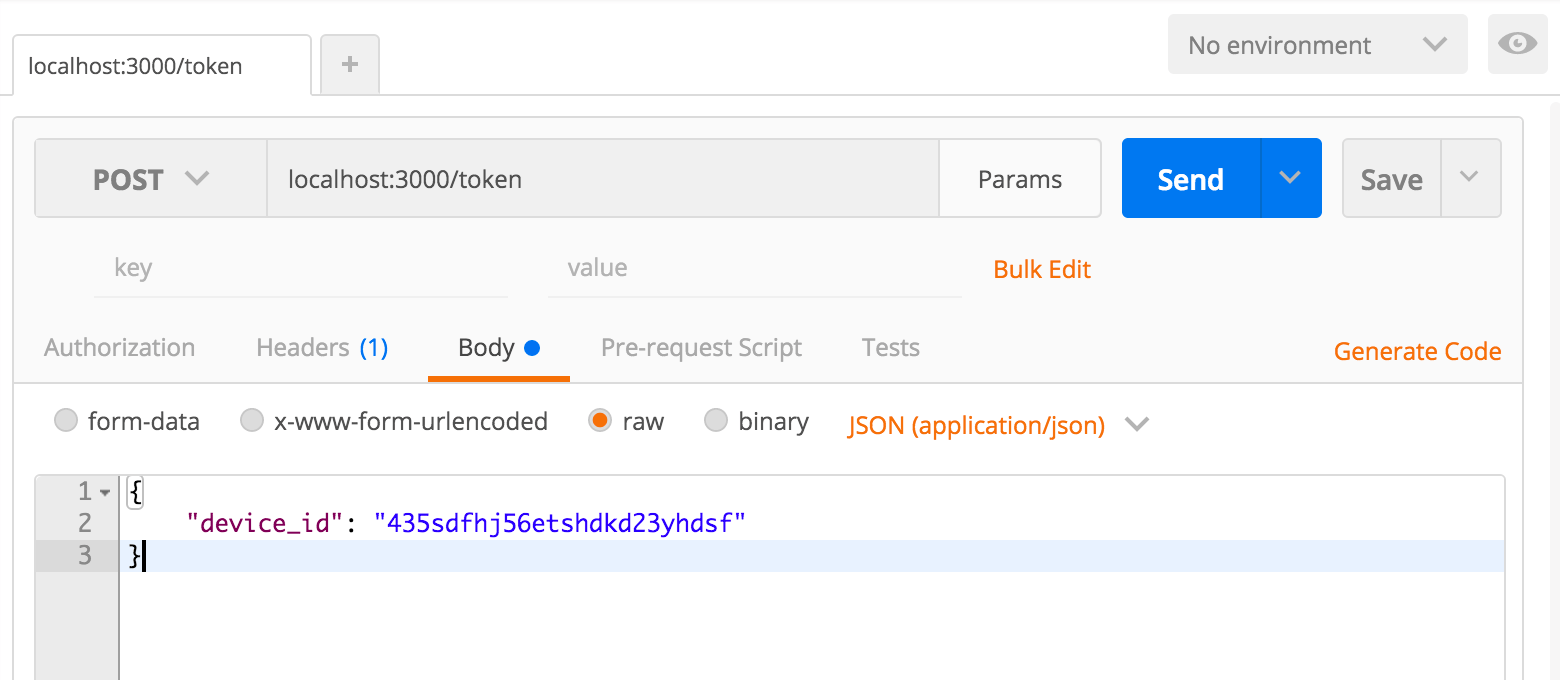 No environment
localhost:3000/token +
POST localhost:3000/token Params Send Save
key value Bulk Edit
Authorization Headers (1) Body Pre-request Script Tests Generate Code
form-data x-www-form-urlencoded raw binary JSON (application/json)
1 {
2 "device_id": "435sdfhj56etshdkd23yhdsf"
3 }